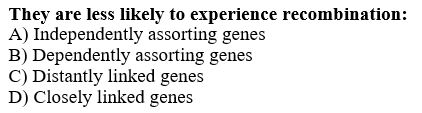 They are less likely to experience recombination:
A) Independently assorting genes
B) Dependently assorting genes
C) Distantly linked genes
D) Closely linked genes